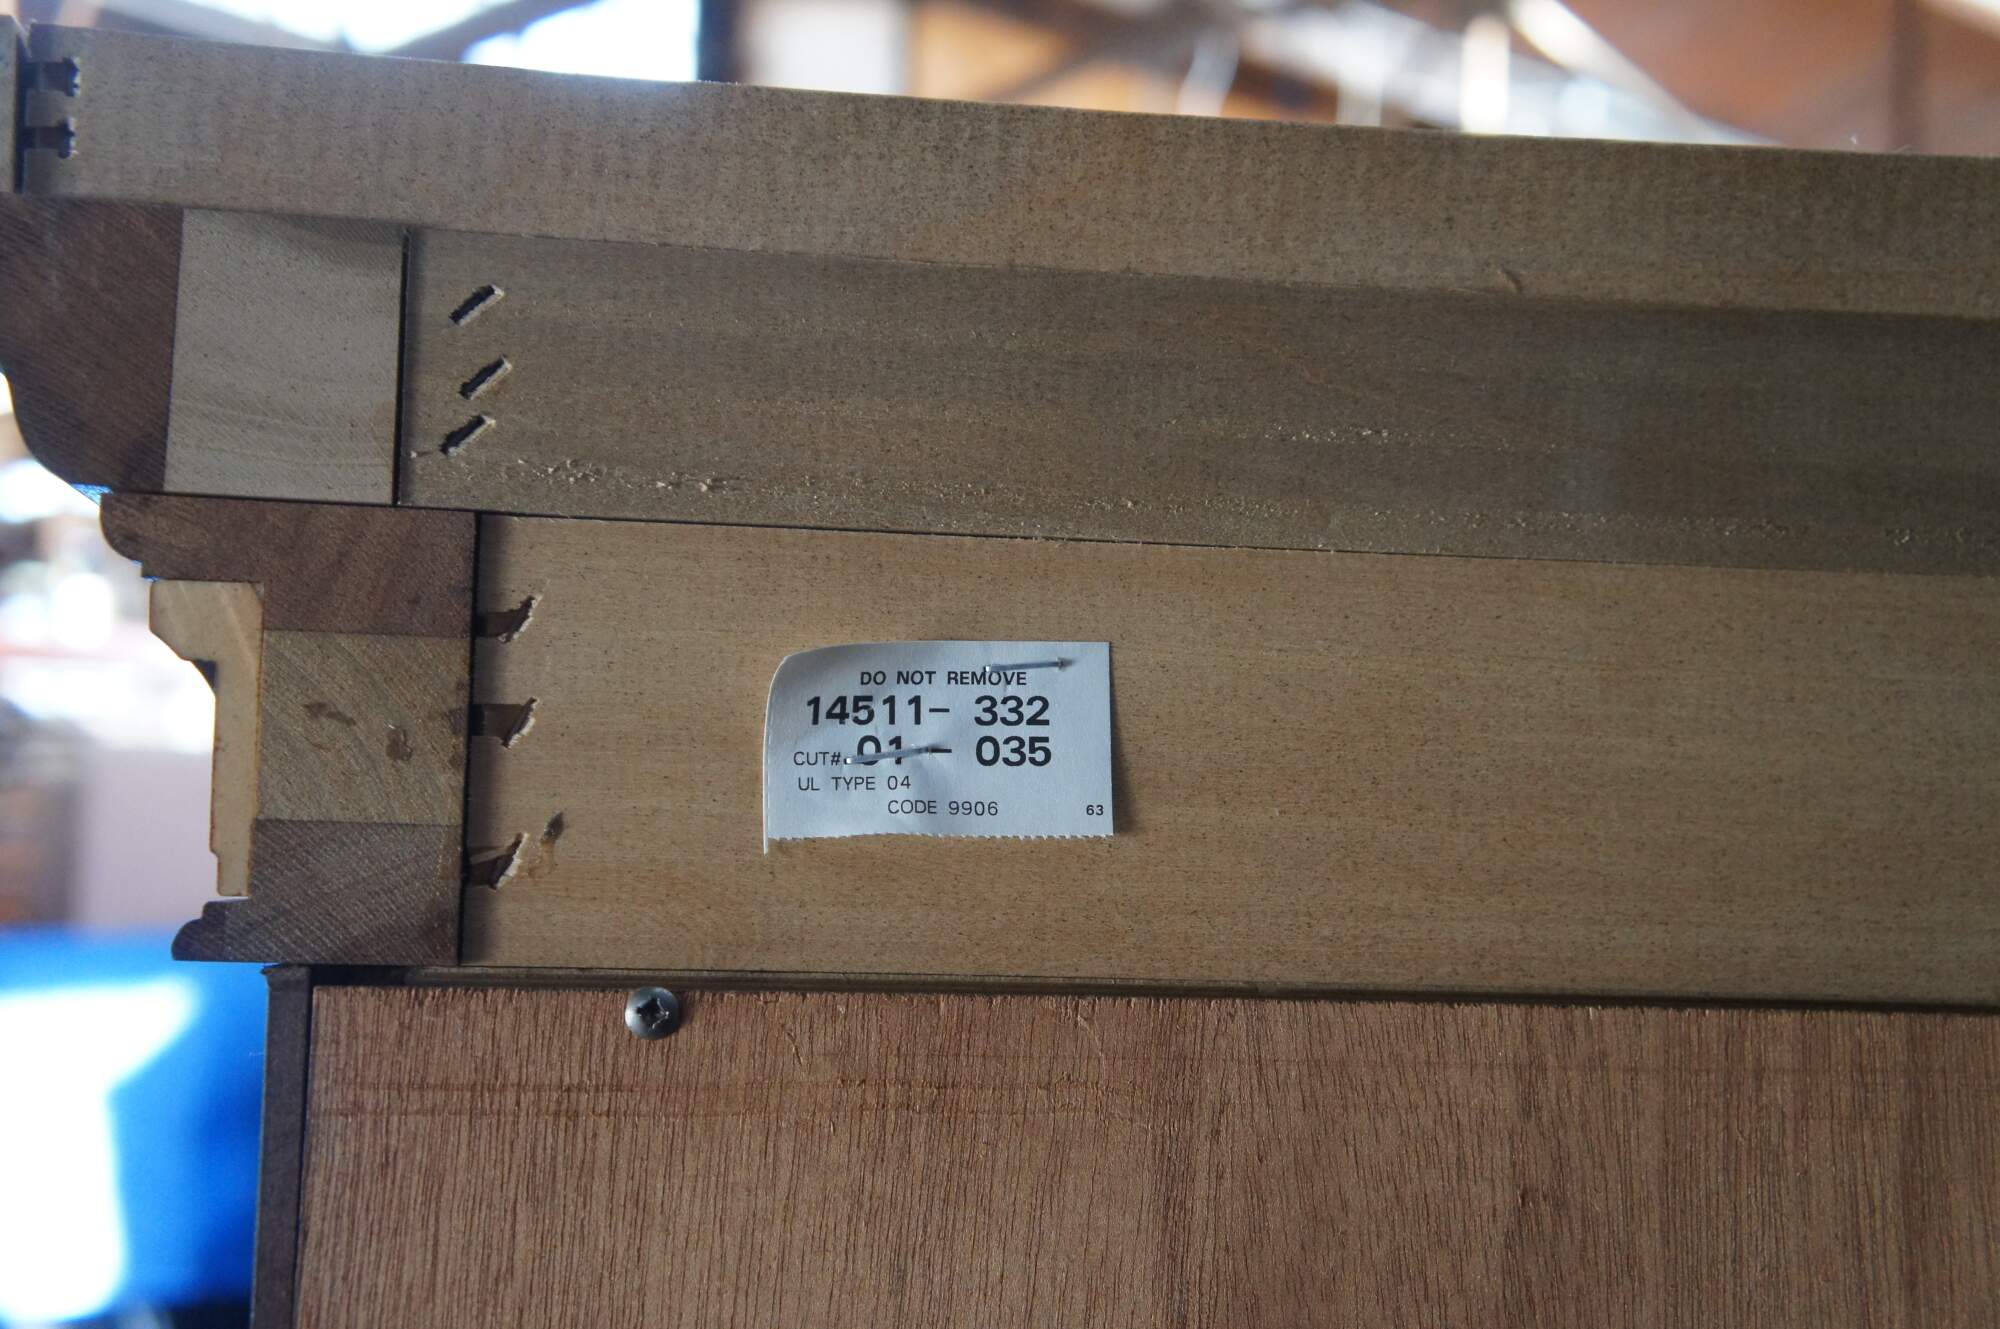 DO NOT REMOVE
14511- 332
CUT# 01 - 035
UL TYPE 04
CODE 9906 63